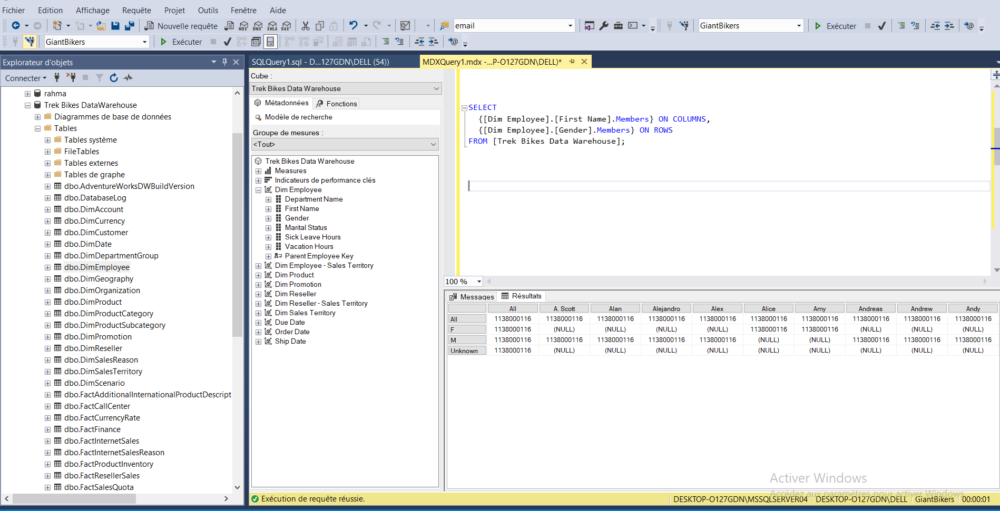 Fichier Edition Affichage Requête Projet Outils Fenêtre Aide
Nouvelle requête MDX DMX XMLA DAX email GiantBikers Exécuter
GiantBikers Exécuter
Explorateur d'objets
Connecter
rahma
Trek Bikes DataWarehouse
Diagrammes de base de données
Tables
Tables système
FileTables
Tables externes
Tables de graphe
dbo.AdventureWorksDWBuildVersion
dbo.DatabaseLog
dbo.DimAccount
dbo.DimCurrency
dbo.DimCustomer
dbo.DimDate
dbo.DimDepartmentGroup
dbo.DimEmployee
dbo.DimGeography
dbo.DimOrganization
dbo.DimProduct
dbo.DimProductCategory
dbo.DimProductSubcategory
dbo.DimPromotion
dbo.DimReseller
dbo.DimSalesReason
dbo.DimSalesTerritory
dbo.DimScenario
dbo.FactAdditionalInternationalProductDescript
dbo.FactCallCenter
dbo.FactCurrencyRate
dbo.FactFinance
dbo.FactInternetSales
dbo.FactInternetSalesReason
dbo.FactProductInventory
dbo.FactResellerSales
dbo.FactSalesQuota
SQLQuery1.sql - D...127GDN\DELL (54)) MDXQuery1.mdx -...P-O127GDN\DELL)*
Cube :
Trek Bikes Data Warehouse
Métadonnées Fonctions
Modèle de recherche
Groupe de mesures :
<Tout>
Trek Bikes Data Warehouse
Measures
Indicateurs de performance clés
Dim Employee
Department Name
First Name
Gender
Marital Status
Sick Leave Hours
Vacation Hours
Parent Employee Key
Dim Employee - Sales Territory
Dim Product
Dim Promotion
Dim Reseller
Dim Reseller - Sales Territory
Dim Sales Territory
Due Date
Order Date
Ship Date
SELECT
{[Dim Employee].[First Name].Members} ON COLUMNS,
{[Dim Employee].[Gender].Members} ON ROWS
FROM [Trek Bikes Data Warehouse];
100 %
Messages Résultats
All A. Scott Alan Alejandro Alex Alice Amy Andreas Andrew Andy
All 1138000116 1138000116 1138000116 1138000116 1138000116 1138000116 1138000116 1138000116 1138000116 1138000116
F 1138000116 (NULL) (NULL) (NULL) (NULL) 1138000116 1138000116 (NULL) (NULL) (NULL)
M 1138000116 1138000116 1138000116 1138000116 1138000116 (NULL) (NULL) 1138000116 1138000116 1138000116
Unknown 1138000116 (NULL) (NULL) (NULL) (NULL) (NULL) (NULL) (NULL) (NULL) (NULL)
Activer Windows
Accédez aux paramètres pour activer Windows.
Exécution de requête réussie. DESKTOP-O127GDN\MSSQLSERVER04 DESKTOP-O127GDN\DELL GiantBikers 00:00:01